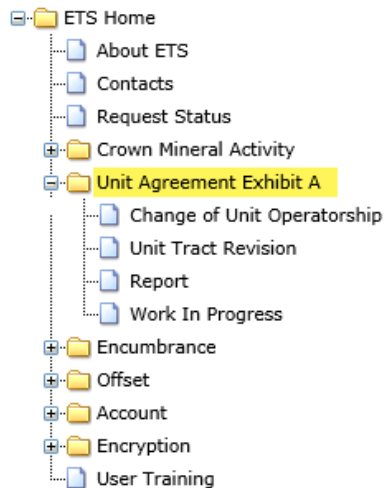 ETS Home
About ETS
Contacts
Request Status
Crown Mineral Activity
Unit Agreement Exhibit A
Change of Unit Operatorship
Unit Tract Revision
Report
Work In Progress
Encumbrance
Offset
Account
Encryption
User Training